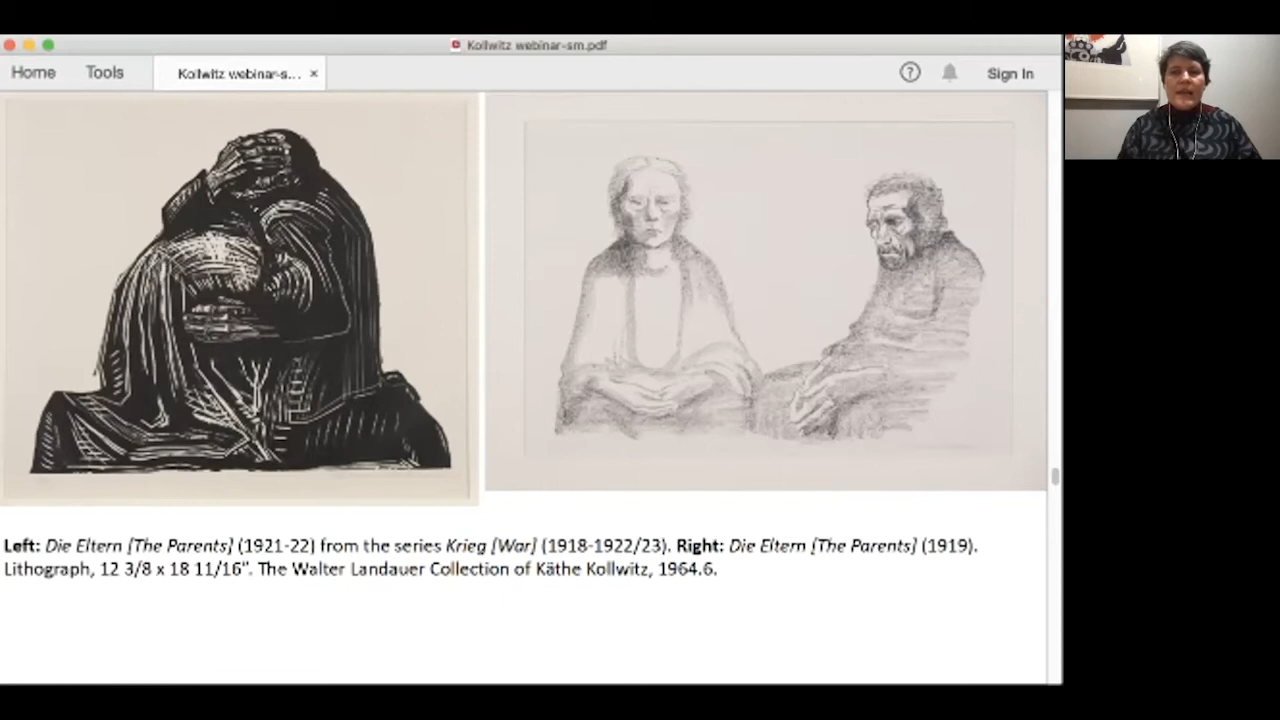 Kollwitz webinar-sm.pdf
Home Tools Kollwitz webinar-s... × ? Sign In
Left: Die Eltern [The Parents] (1921-22) from the series Krieg [War] (1918-1922/23). Right: Die Eltern [The Parents] (1919).
Lithograph, 12 3/8 x 18 11/16”. The Walter Landauer Collection of Käthe Kollwitz, 1964.6.